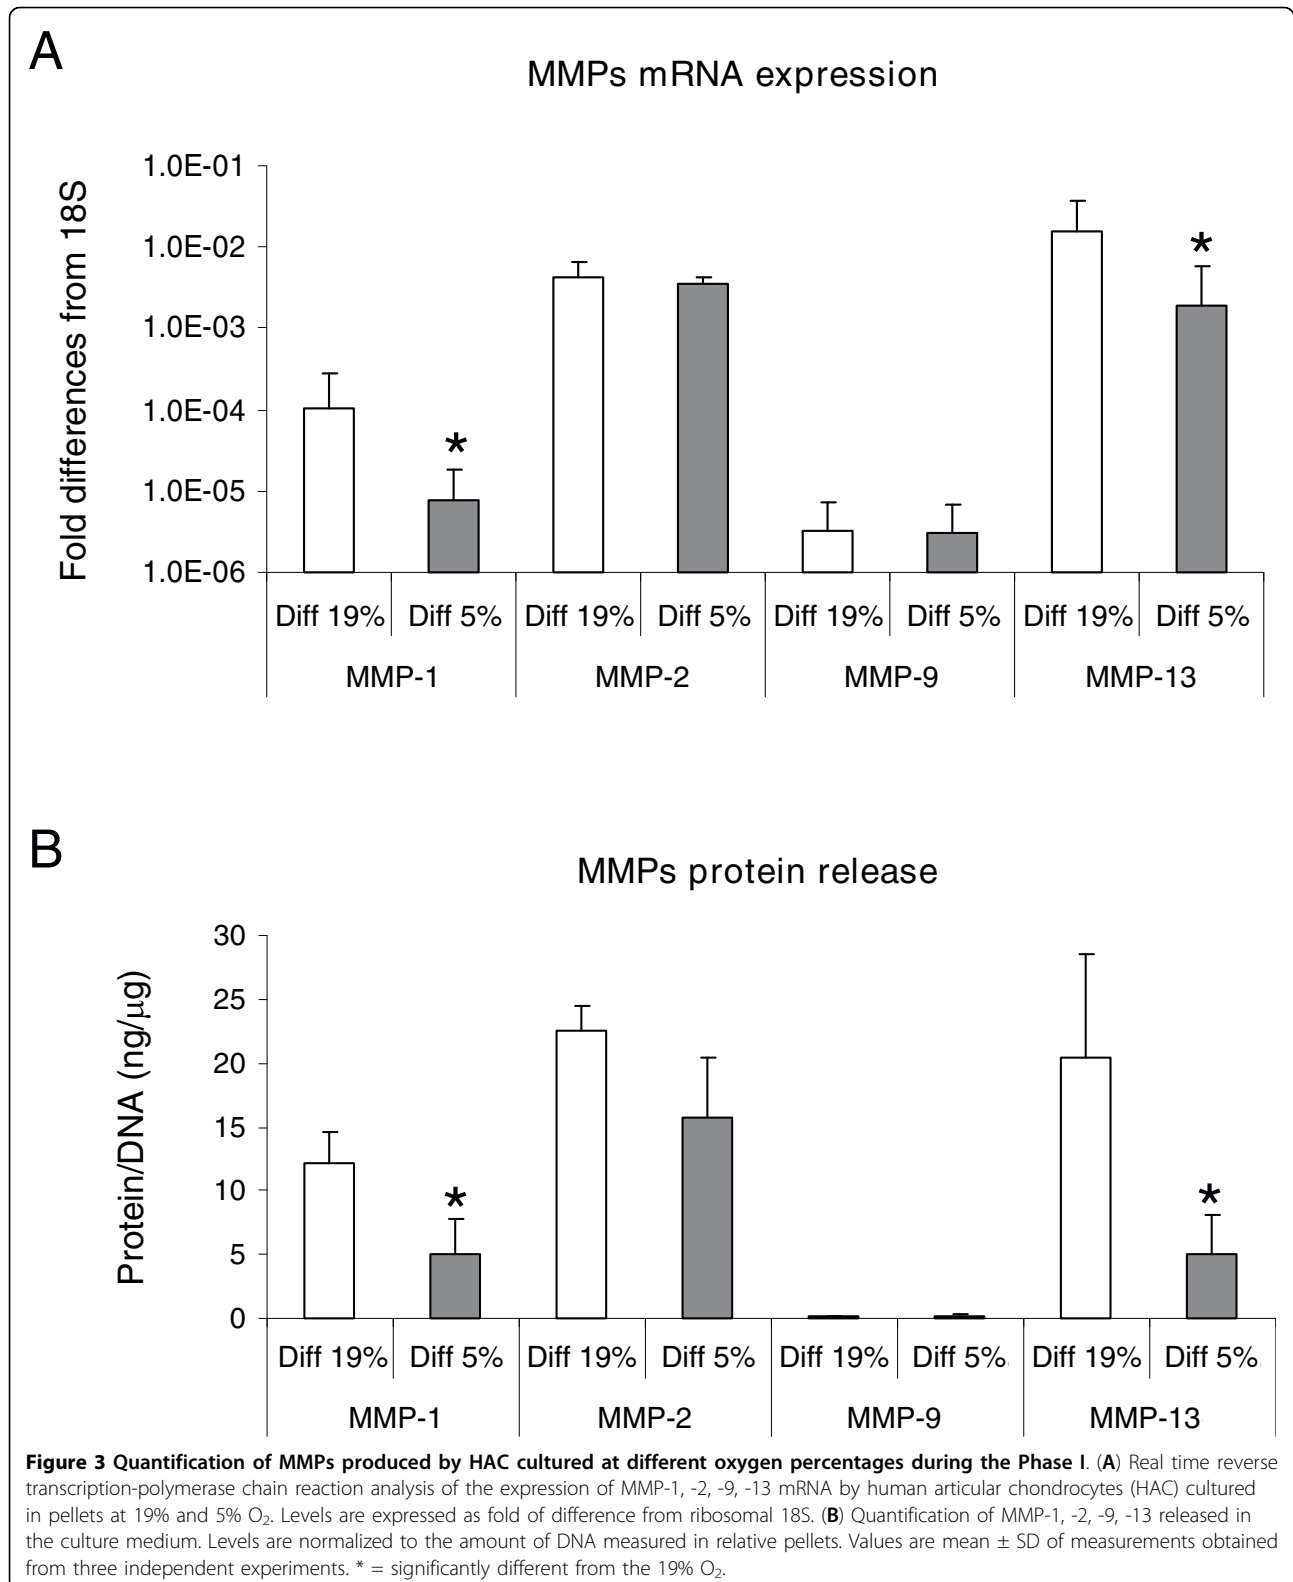 A
MMPs mRNA expression
Fold differences from 18S
1.0E-01
1.0E-02
1.0E-03
1.0E-04
1.0E-05
1.0E-06
*
*
Diff 19% Diff 5% Diff 19% Diff 5% Diff 19% Diff 5% Diff 19% Diff 5%
MMP-1 MMP-2 MMP-9 MMP-13
B
MMPs protein release
Protein/DNA (ng/µg)
30
25
20
15
10
5
0
*
*
Diff 19% Diff 5% Diff 19% Diff 5% Diff 19% Diff 5% Diff 19% Diff 5%
MMP-1 MMP-2 MMP-9 MMP-13
Figure 3 Quantification of MMPs produced by HAC cultured at different oxygen percentages during the Phase I. (A) Real time reverse
transcription-polymerase chain reaction analysis of the expression of MMP-1, -2, -9, -13 mRNA by human articular chondrocytes (HAC) cultured
in pellets at 19% and 5% O₂. Levels are expressed as fold of difference from ribosomal 18S. (B) Quantification of MMP-1, -2, -9, -13 released in
the culture medium. Levels are normalized to the amount of DNA measured in relative pellets. Values are mean ± SD of measurements obtained
from three independent experiments. * = significantly different from the 19% O₂.